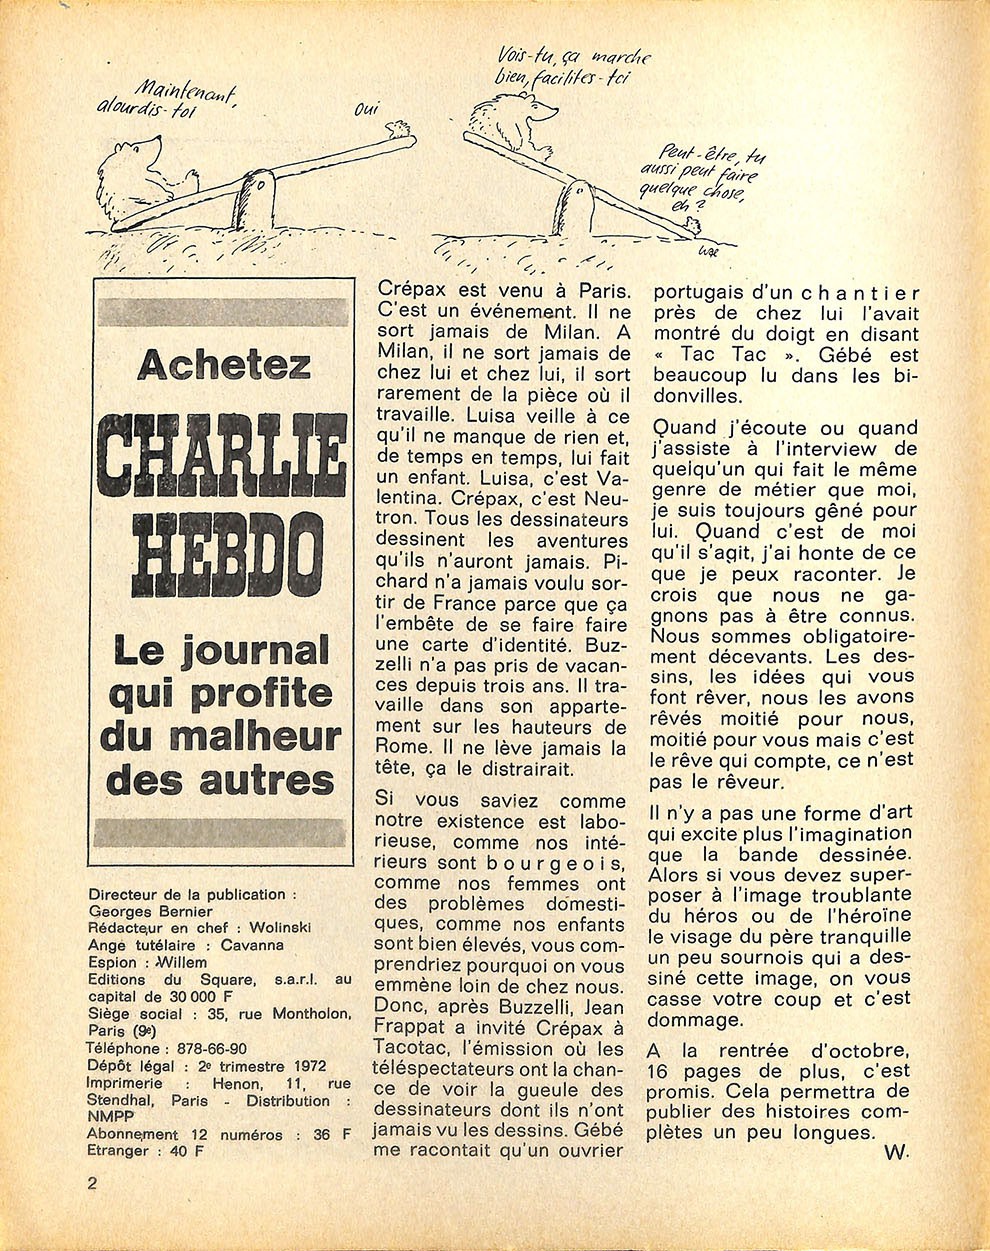 Maintenant,
alourdis-toi
Oui
Vois-tu, ça marche
bien, facilites-toi
Peut-être, tu
aussi peut faire
quelque chose,
eh ?
Achetez
CHARLIE
HEBDO
Le journal
qui profite
du malheur
des autres
Directeur de la publication :
Georges Bernier
Rédacteur en chef : Wolinski
Ange tutélaire : Cavanna
Espion : Willem
Editions du Square, s.a.r.l. au
capital de 30 000 F
Siège social : 35, rue Montholon,
Paris (9e)
Téléphone : 878-66-90
Dépôt légal : 2e trimestre 1972
Imprimerie : Henon, 11, rue
Stendhal, Paris - Distribution :
NMPP
Abonnement 12 numéros : 36 F
Etranger : 40 F
2
Crépax est venu à Paris.
C'est un événement. Il ne
sort jamais de Milan. A
Milan, il ne sort jamais de
chez lui et chez lui, il sort
rarement de la pièce où il
travaille. Luisa veille à ce
qu'il ne manque de rien et,
de temps en temps, lui fait
un enfant. Luisa, c'est Va-
lentina. Crépax, c'est Neu-
tron. Tous les dessinateurs
dessinent les aventures
qu'ils n'auront jamais. Pi-
chard n'a jamais voulu sor-
tir de France parce que ça
l'embête de se faire faire
une carte d'identité. Buz-
zelli n'a pas pris de vacan-
ces depuis trois ans. Il tra-
vaille dans son apparte-
ment sur les hauteurs de
Rome. Il ne lève jamais la
tête, ça le distrairait.
Si vous saviez comme
notre existence est labo-
rieuse, comme nos inté-
rieurs sont bourgeois,
comme nos femmes ont
des problèmes domesti-
ques, comme nos enfants
sont bien élevés, vous com-
prendriez pourquoi on vous
emmène loin de chez nous.
Donc, après Buzzelli, Jean
Frappat a invité Crépax à
Tacotac, l'émission où les
téléspectateurs ont la chan-
ce de voir la gueule des
dessinateurs dont ils n'ont
jamais vu les dessins. Gébé
me racontait qu'un ouvrier
portugais d'un chantier
près de chez lui l'avait
montré du doigt en disant
« Tac Tac ». Gébé est
beaucoup lu dans les bi-
donvilles.
Quand j'écoute ou quand
j'assiste à l'interview de
quelqu'un qui fait le même
genre de métier que moi,
je suis toujours gêné pour
lui. Quand c'est de moi
qu'il s'agit, j'ai honte de ce
que je peux raconter. Je
crois que nous ne ga-
gnons pas à être connus.
Nous sommes obligatoire-
ment décevants. Les des-
sins, les idées qui vous
font rêver, nous les avons
rêvés moitié pour nous,
moitié pour vous mais c'est
le rêve qui compte, ce n'est
pas le rêveur.
Il n'y a pas une forme d'art
qui excite plus l'imagination
que la bande dessinée.
Alors si vous devez super-
poser à l'image troublante
du héros ou de l'héroïne
le visage du père tranquille
un peu sournois qui a des-
siné cette image, on vous
casse votre coup et c'est
dommage.
A la rentrée d'octobre,
16 pages de plus, c'est
promis. Cela permettra de
publier des histoires com-
plètes un peu longues.
W.